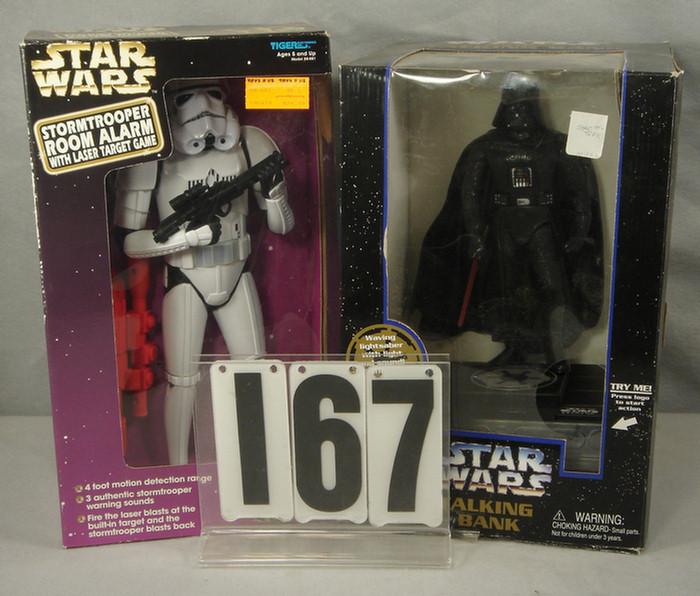 STAR
WARS
TIGER
Ages 5 and Up
STORMTROOPER
ROOM ALARM
WITH LASER TARGET GAME
4 foot motion detection range
3 authentic stormtrooper
warning sounds
Fire the laser blasts at the
built-in target and the
stormtrooper blasts back
167
Waving
lightsaber
with light
TRY ME!
Press logo
to start
action
STAR
WARS
ALKING
BANK
WARNING:
CHOKING HAZARD-Small parts.
Not for children under 3 years.